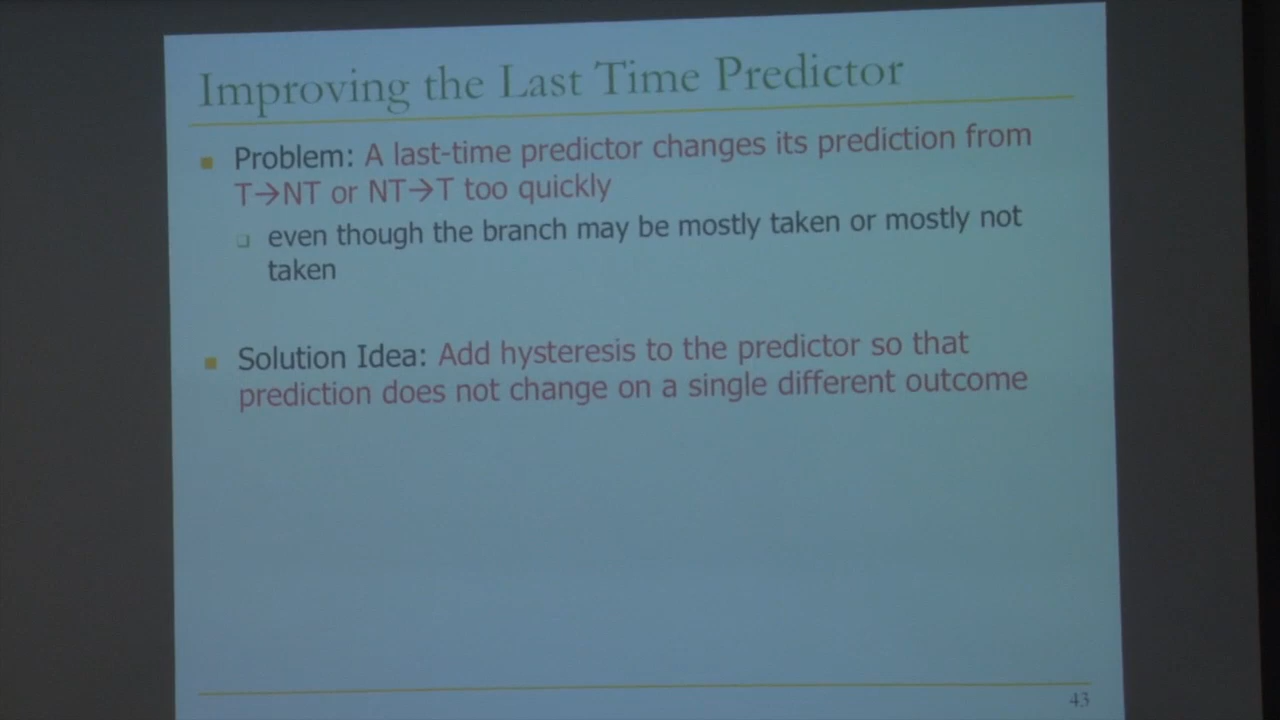 Improving the Last Time Predictor
Problem: A last-time predictor changes its prediction from
T→NT or NT→T too quickly
even though the branch may be mostly taken or mostly not
taken
Solution Idea: Add hysteresis to the predictor so that
prediction does not change on a single different outcome
43